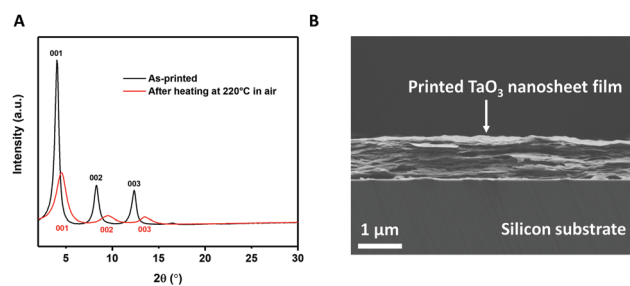 A
B
001
As-printed
After heating at 220°C in air
002
003
001
002
003
Intensity (a.u.)
5
10
15
20
25
30
2θ (°)
Printed TaO₃ nanosheet film
1 μm
Silicon substrate